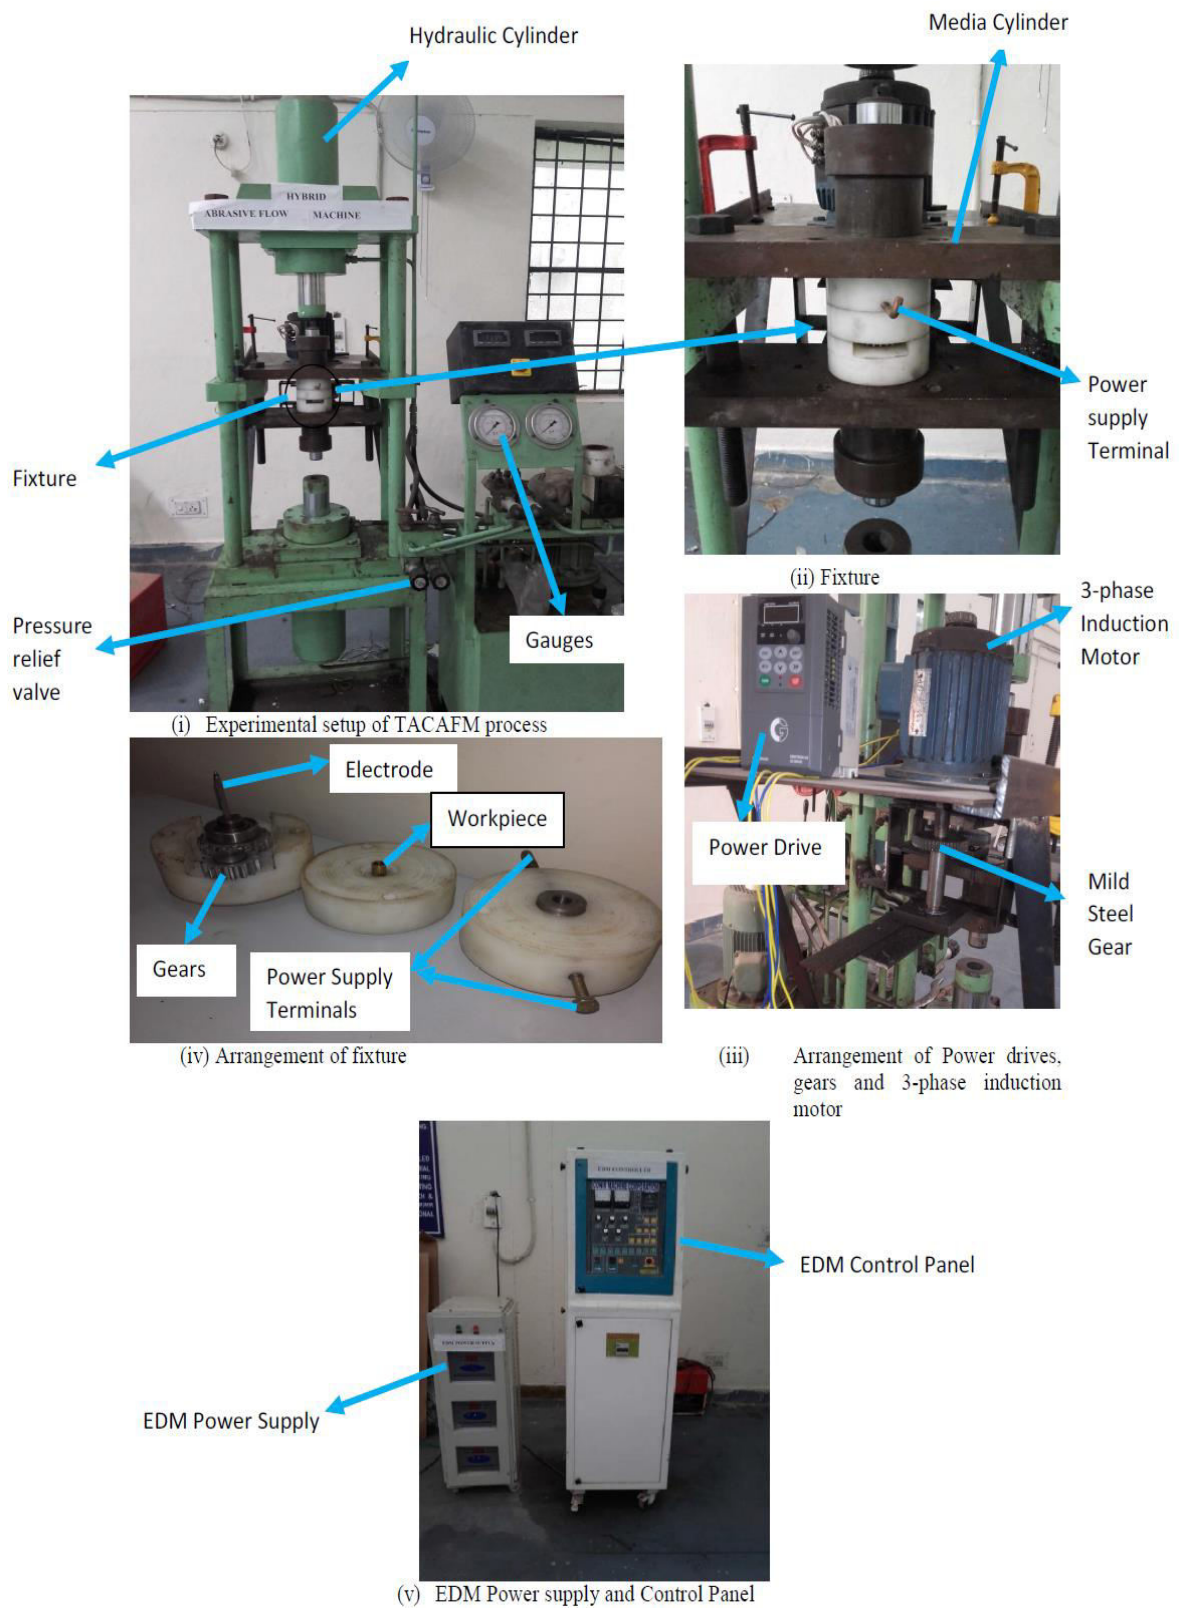 Hydraulic Cylinder
Media Cylinder
HYBRID
ABRASIVE FLOW MACHINE
Fixture
Power
supply
Terminal
Pressure
relief
valve
Gauges
(i) Experimental setup of TACAFM process
(ii) Fixture
3-phase
Induction
Motor
Power Drive
Mild
Steel
Gear
Electrode
Workpiece
Gears
Power Supply
Terminals
(iv) Arrangement of fixture
(iii) Arrangement of Power drives,
gears and 3-phase induction
motor
EDM Control Panel
EDM Power Supply
(v) EDM Power supply and Control Panel